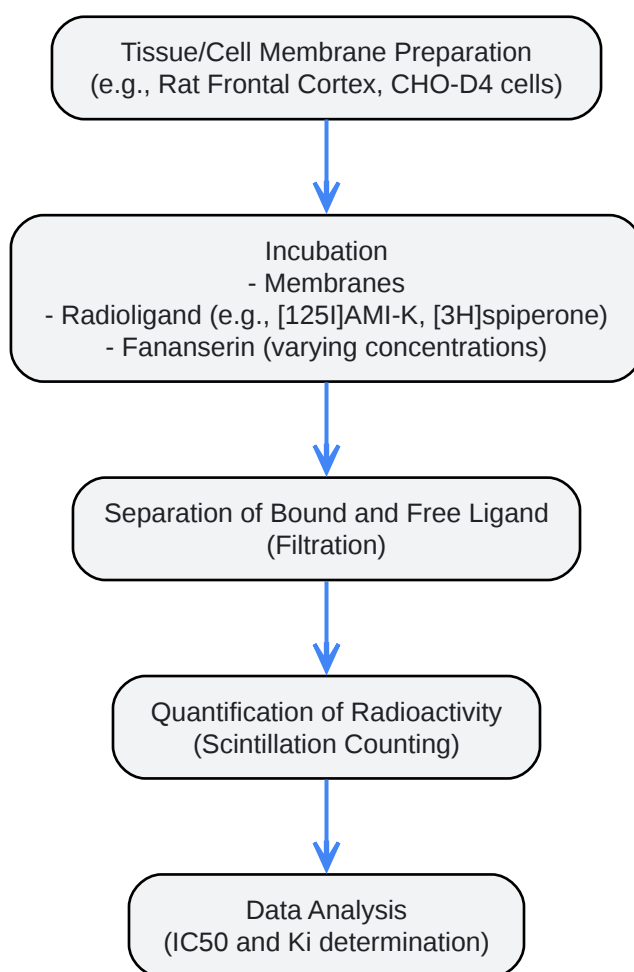 Tissue/Cell Membrane Preparation
(e.g., Rat Frontal Cortex, CHO-D4 cells)
Incubation
- Membranes
- Radioligand (e.g., [125I]AMI-K, [3H]spiperone)
- Fananserin (varying concentrations)
Separation of Bound and Free Ligand
(Filtration)
Quantification of Radioactivity
(Scintillation Counting)
Data Analysis
(IC50 and Ki determination)